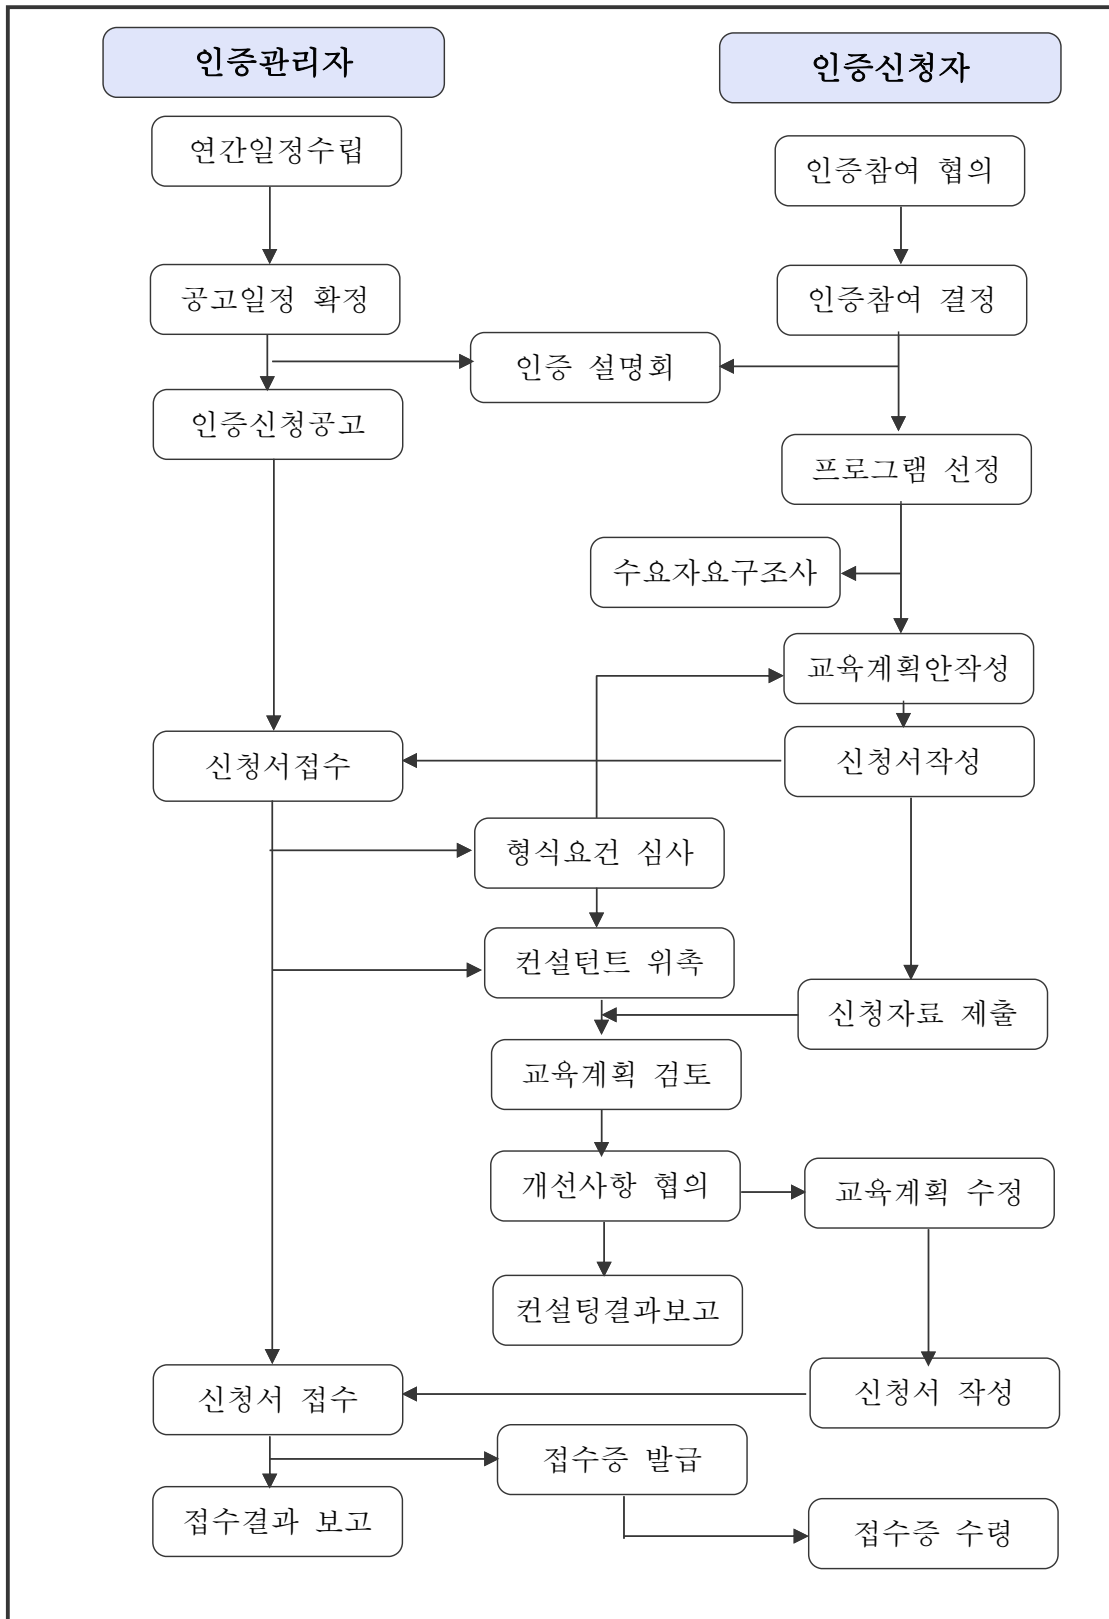 인증관리자
인증신청자
연간일정수립
인증참여 협의
공고일정 확정
인증참여 결정
인증 설명회
인증신청공고
프로그램 선정
수요자요구조사
교육계획안작성
신청서접수
신청서작성
형식요건 심사
컨설턴트 위촉
신청자료 제출
교육계획 검토
개선사항 협의
교육계획 수정
컨설팅결과보고
신청서 접수
신청서 작성
접수증 발급
접수결과 보고
접수증 수령